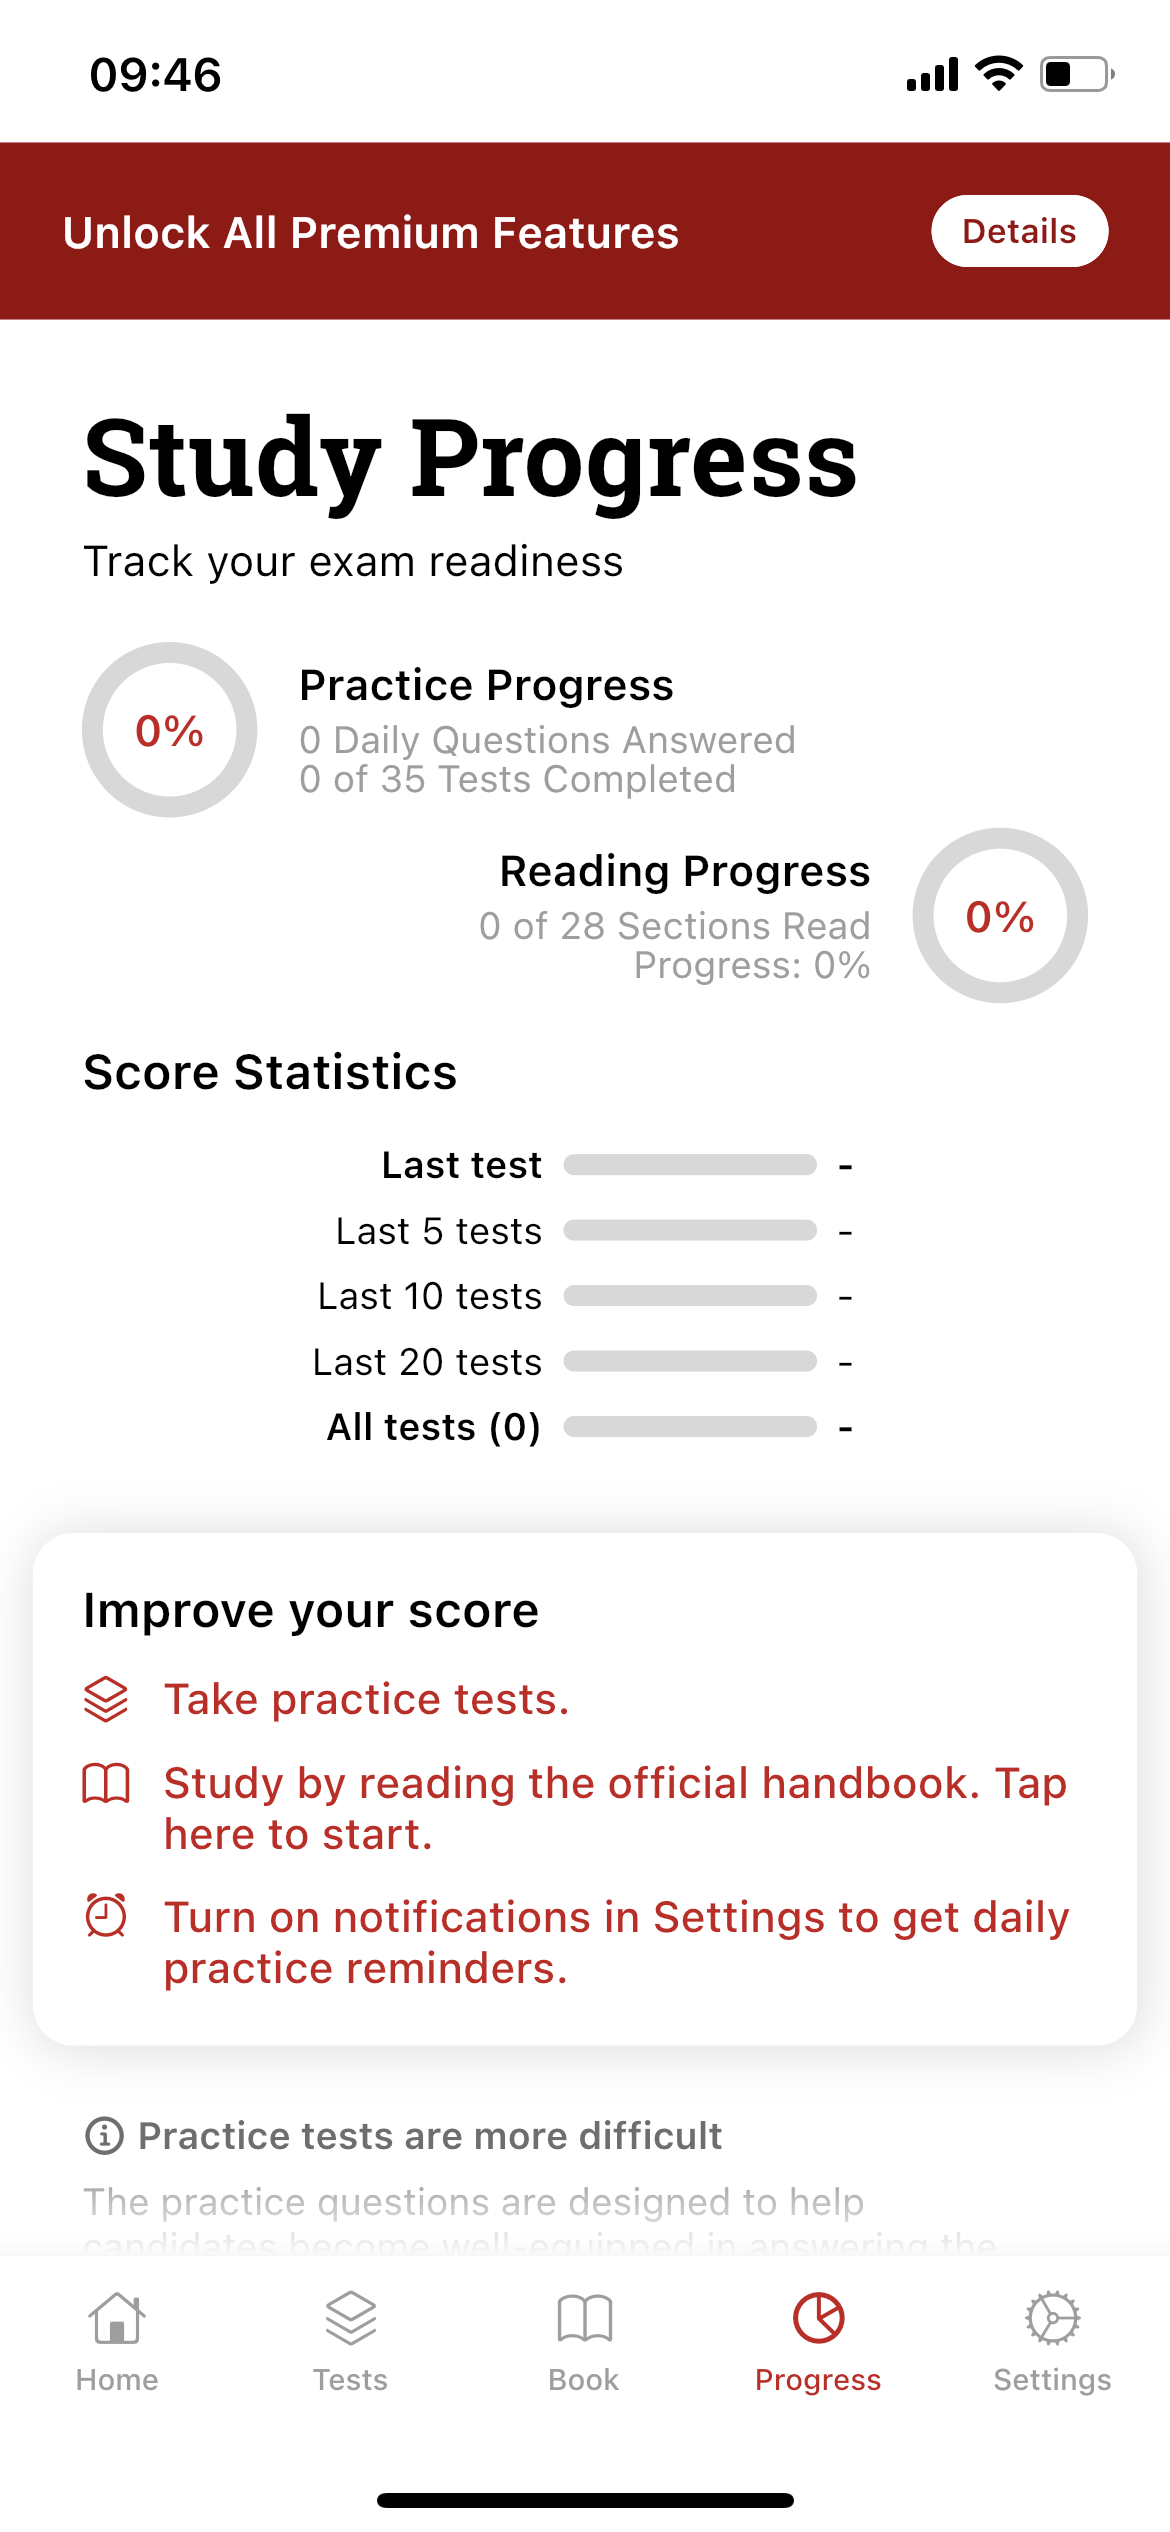 09:46
Unlock All Premium Features
Details
Study Progress
Track your exam readiness
0%
Practice Progress
0 Daily Questions Answered
0 of 35 Tests Completed
Reading Progress
0 of 28 Sections Read
Progress: 0%
0%
Score Statistics
Last test -
Last 5 tests -
Last 10 tests -
Last 20 tests -
All tests (0) -
Improve your score
Take practice tests.
Study by reading the official handbook. Tap
here to start.
Turn on notifications in Settings to get daily
practice reminders.
Practice tests are more difficult
The practice questions are designed to help
candidates become well-equipped in answering the
Home
Tests
Book
Progress
Settings